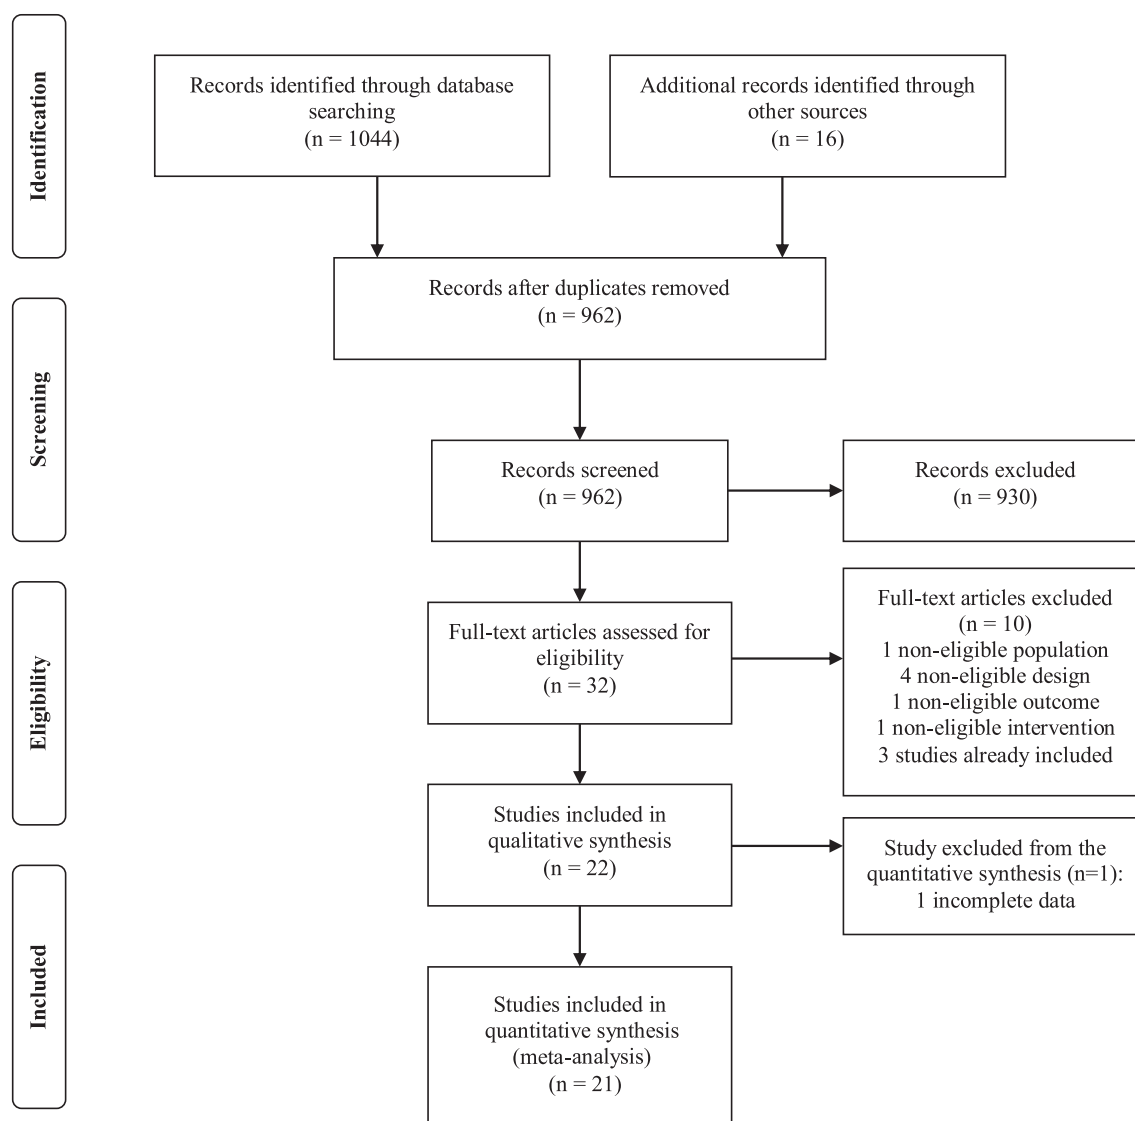 Identification
Records identified through database
searching
(n = 1044)
Additional records identified through
other sources
(n = 16)
Records after duplicates removed
(n = 962)
Screening
Records screened
(n = 962)
Records excluded
(n = 930)
Eligibility
Full-text articles assessed for
eligibility
(n = 32)
Full-text articles excluded
(n = 10)
1 non-eligible population
4 non-eligible design
1 non-eligible outcome
1 non-eligible intervention
3 studies already included
Studies included in
qualitative synthesis
(n = 22)
Study excluded from the
quantitative synthesis (n=1):
1 incomplete data
Included
Studies included in
quantitative synthesis
(meta-analysis)
(n = 21)